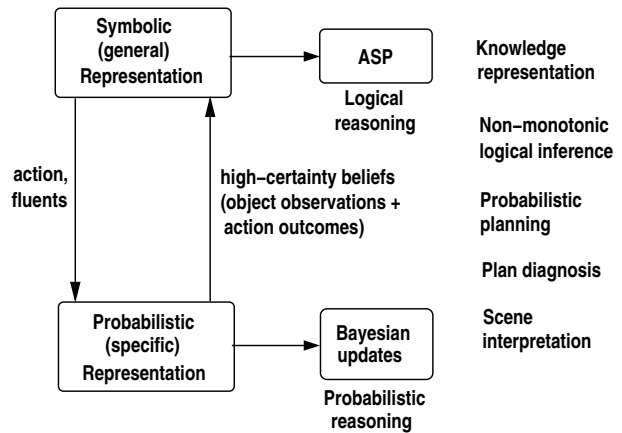 Symbolic
(general)
Representation
ASP
Logical
reasoning
action,
fluents
high-certainty beliefs
(object observations +
action outcomes)
Probabilistic
(specific)
Representation
Bayesian
updates
Probabilistic
reasoning
Knowledge
representation
Non-monotonic
logical inference
Probabilistic
planning
Plan diagnosis
Scene
interpretation